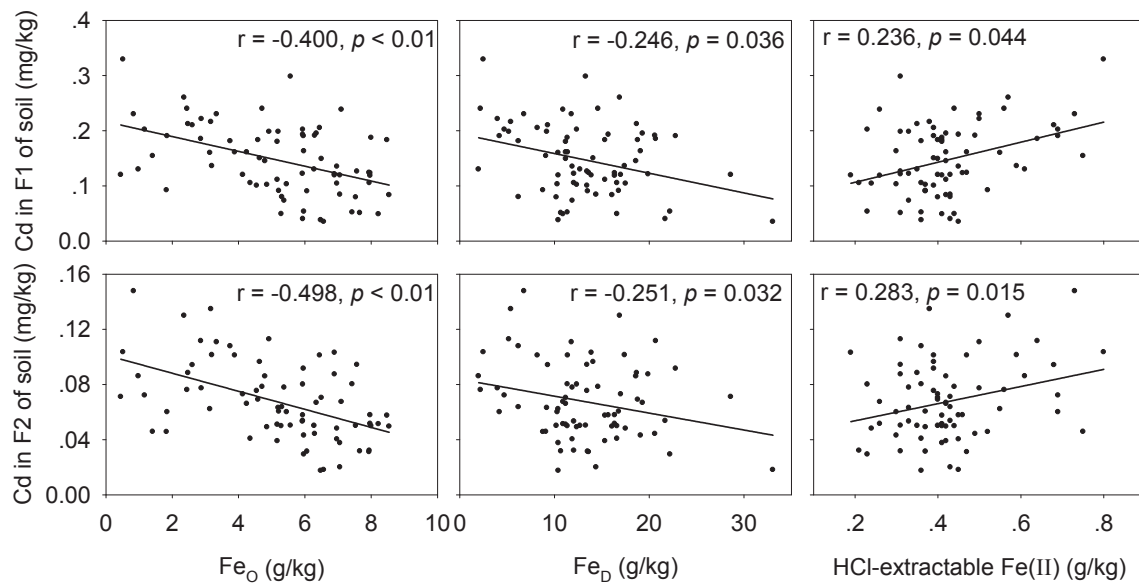 Cd in F1 of soil (mg/kg)
.4
.3
.2
.1
0.0
r = -0.400, p < 0.01
r = -0.246, p = 0.036
r = 0.236, p = 0.044
Cd in F2 of soil (mg/kg)
.16
.12
.08
.04
0.00
r = -0.498, p < 0.01
r = -0.251, p = 0.032
r = 0.283, p = 0.015
0 2 4 6 8 10
0 10 20 30
.2 .4 .6 .8
FeO (g/kg)
FeD (g/kg)
HCl-extractable Fe(II) (g/kg)